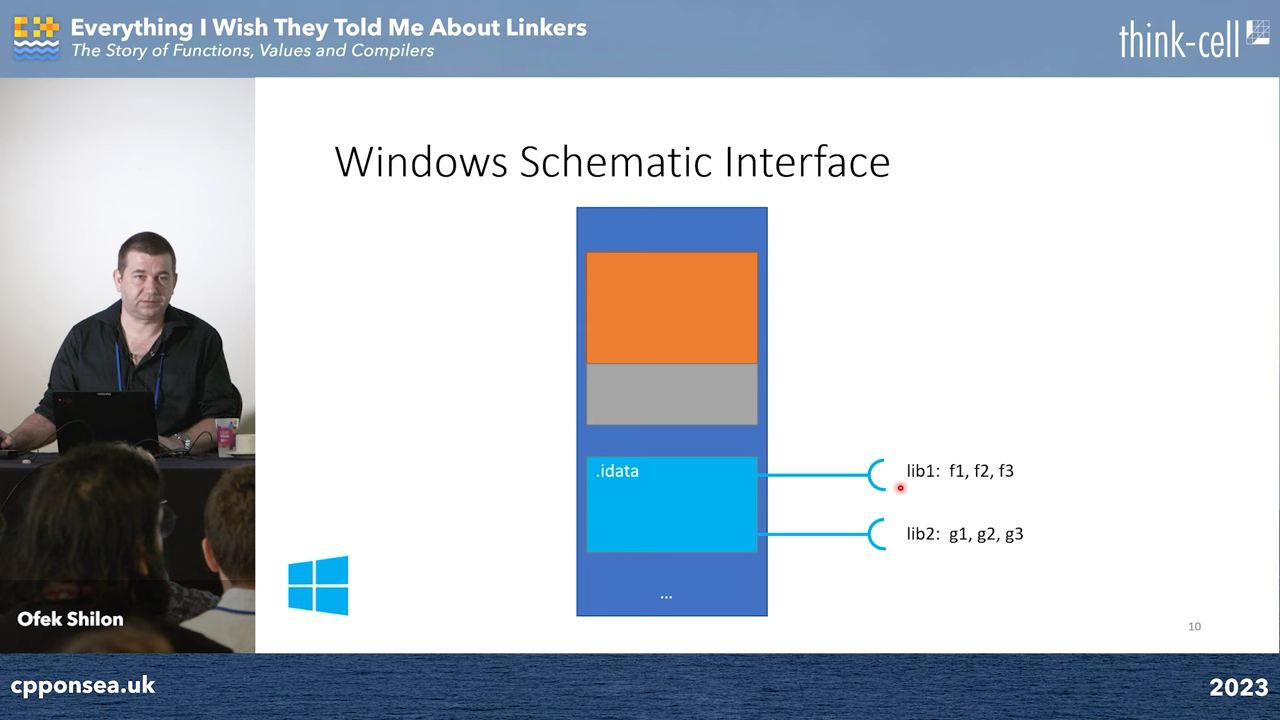 Everything I Wish They Told Me About Linkers
The Story of Functions, Values and Compilers
think-cell
Windows Schematic Interface
.idata
lib1: f1, f2, f3
lib2: g1, g2, g3
...
10
Ofek Shilon
cpponsea.uk
2023